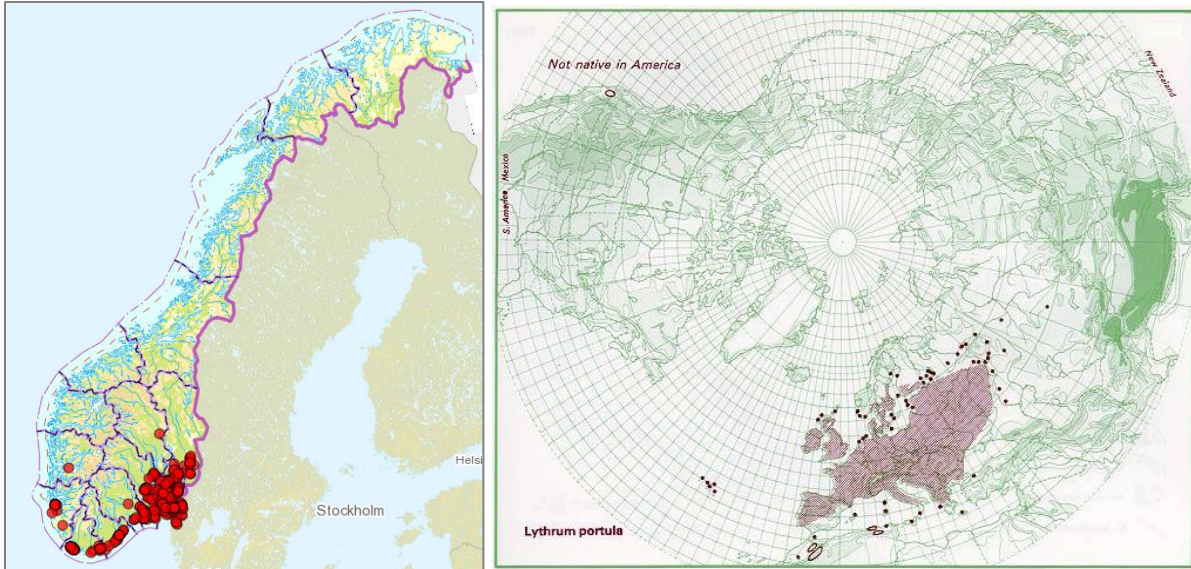 Helsi
Stockholm
Not native in America
New Zealand
S. America Mexico
Lythrum portula